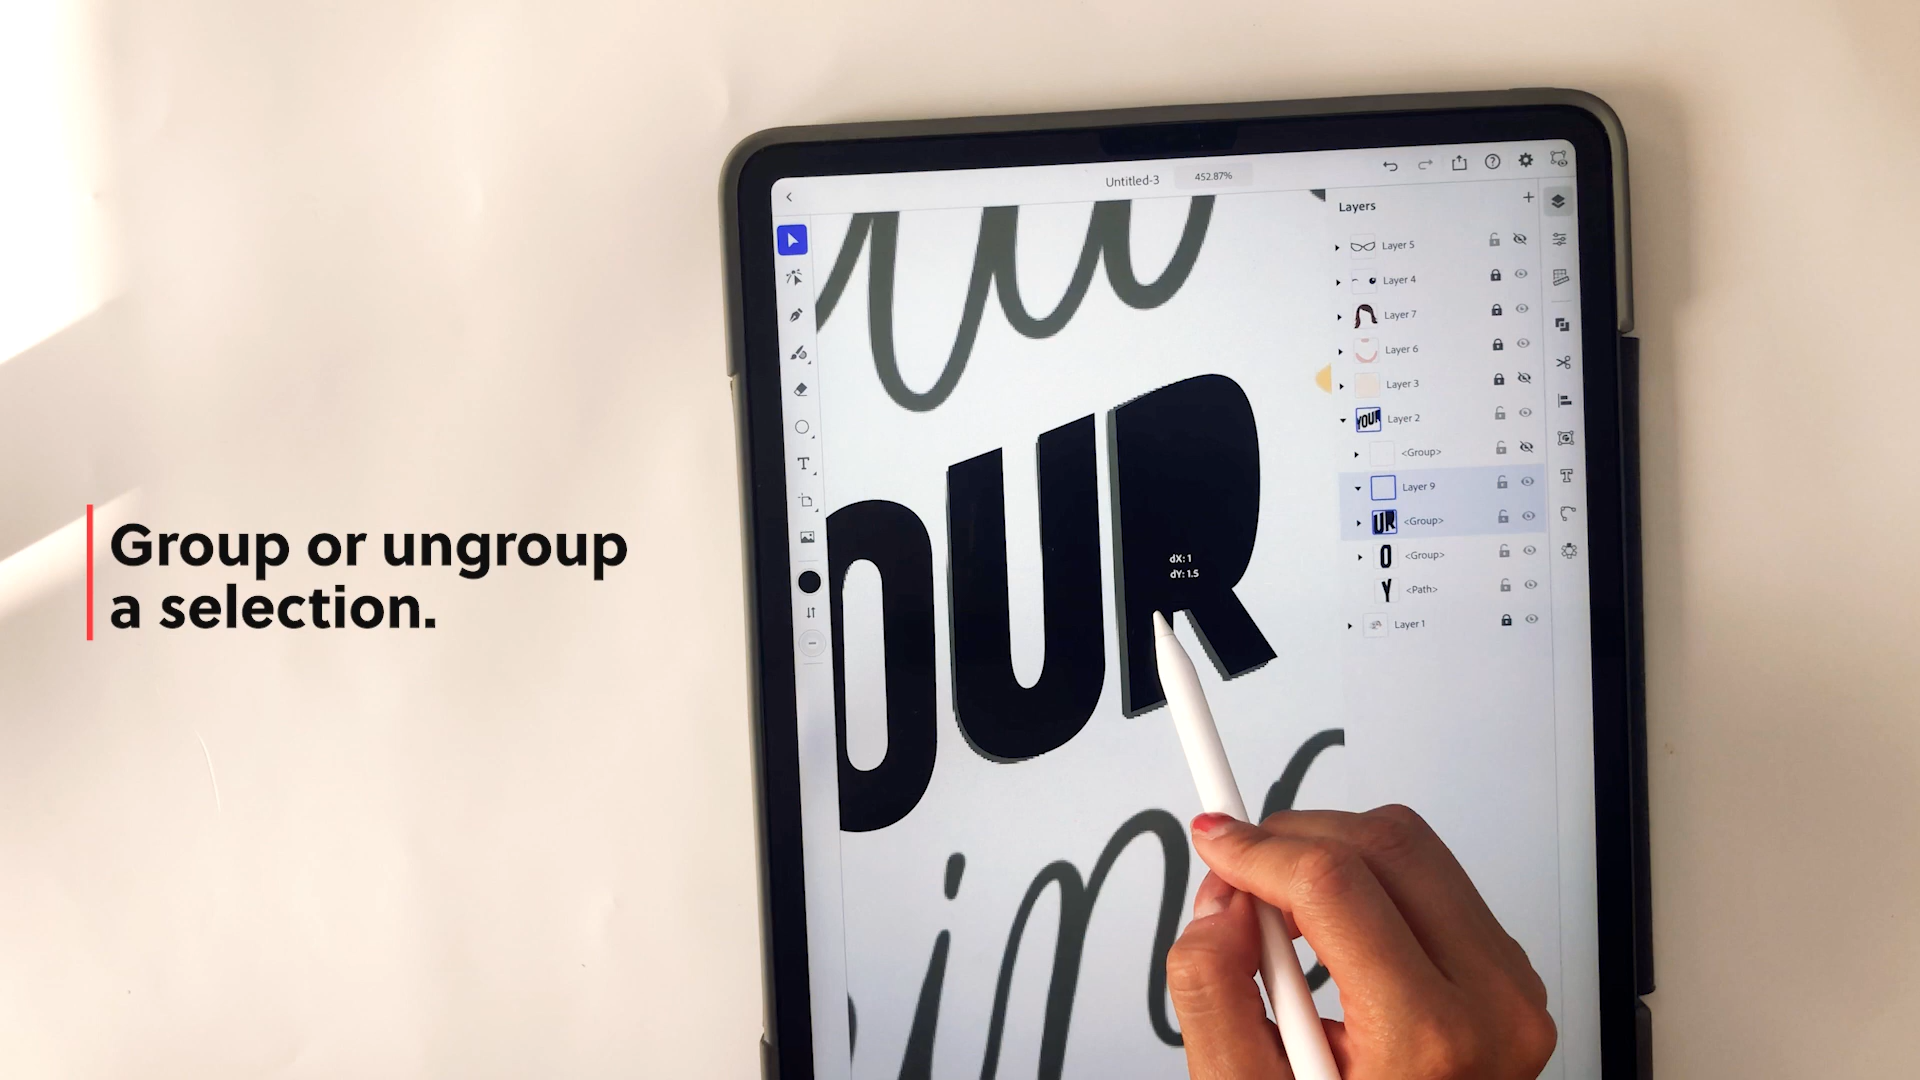 Group or ungroup
a selection.
Untitled-3
452.87%
Layers
Layer 5
Layer 4
Layer 7
Layer 6
Layer 3
YOUR
Layer 2
<Group>
Layer 9
UR
<Group>
O
<Group>
Y
<Path>
Layer 1
OUR
dX: 1
dY: 1.5
T
T